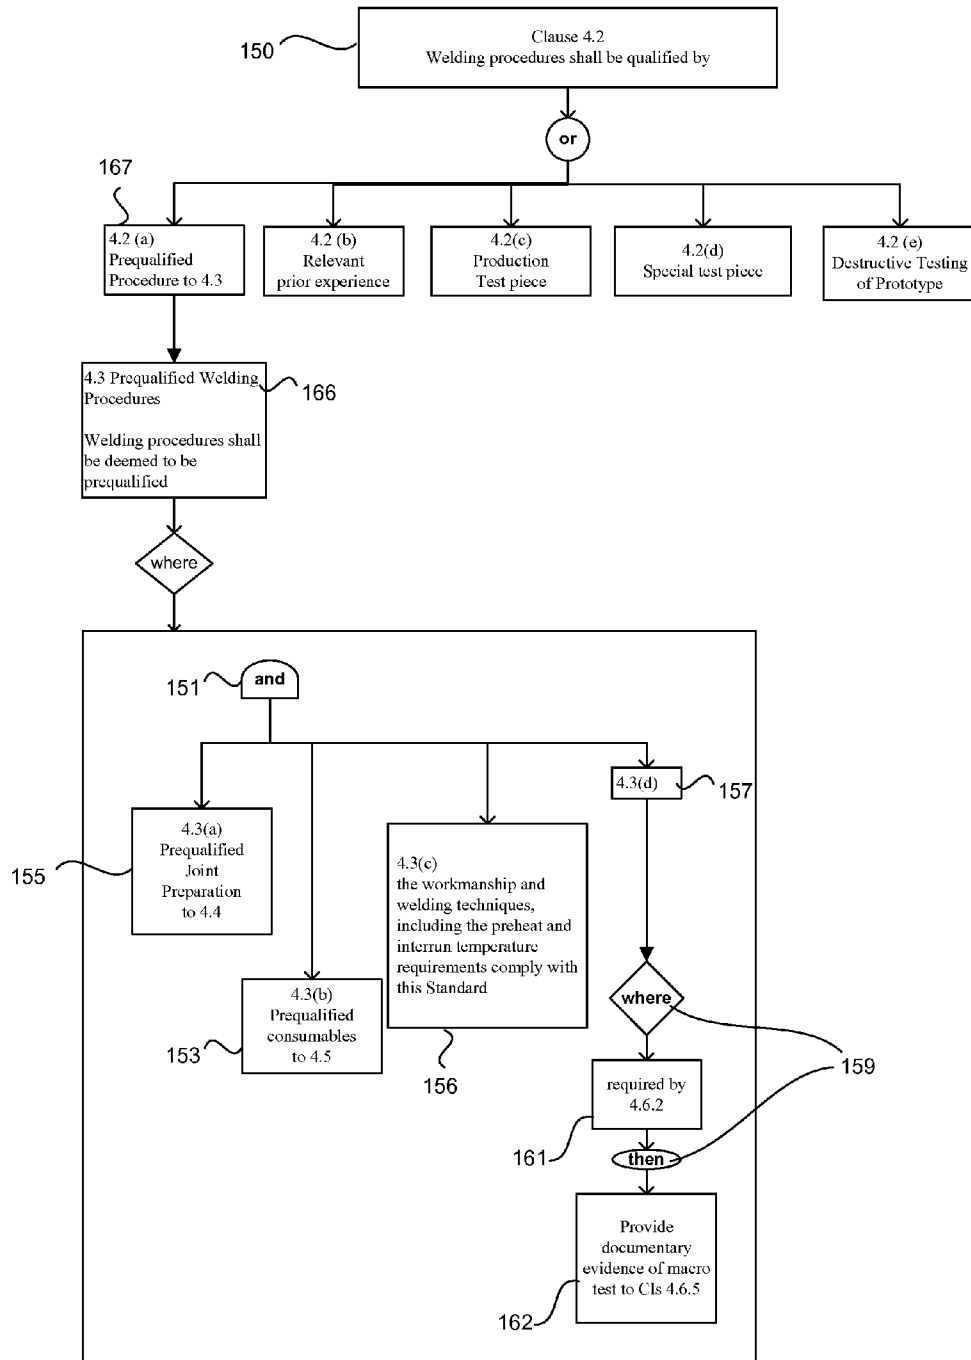 Clause 4.2
Welding procedures shall be qualified by
150
or
167
4.2 (a)
Prequalified
Procedure to 4.3
4.2 (b)
Relevant
prior experience
4.2(c)
Production
Test piece
4.2(d)
Special test piece
4.2 (e)
Destructive Testing
of Prototype
4.3 Prequalified Welding
Procedures
Welding procedures shall
be deemed to be
prequalified
166
where
and
151
4.3(a)
Prequalified
Joint
Preparation
to 4.4
155
4.3(b)
Prequalified
consumables
to 4.5
153
4.3(c)
the workmanship and
welding techniques,
including the preheat and
interrun temperature
requirements comply with
this Standard
156
4.3(d)
157
where
159
required by
4.6.2
161
then
Provide
documentary
evidence of macro
test to Cls 4.6.5
162